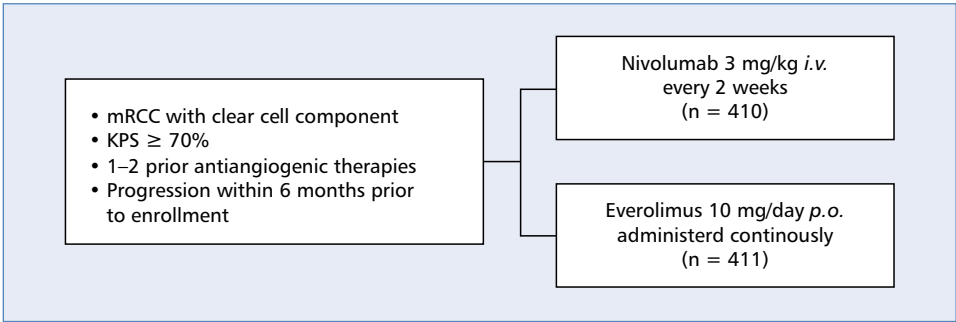 • mRCC with clear cell component
• KPS ≥ 70%
• 1–2 prior antiangiogenic therapies
• Progression within 6 months prior
to enrollment
Nivolumab 3 mg/kg i.v.
every 2 weeks
(n = 410)
Everolimus 10 mg/day p.o.
administerd continously
(n = 411)